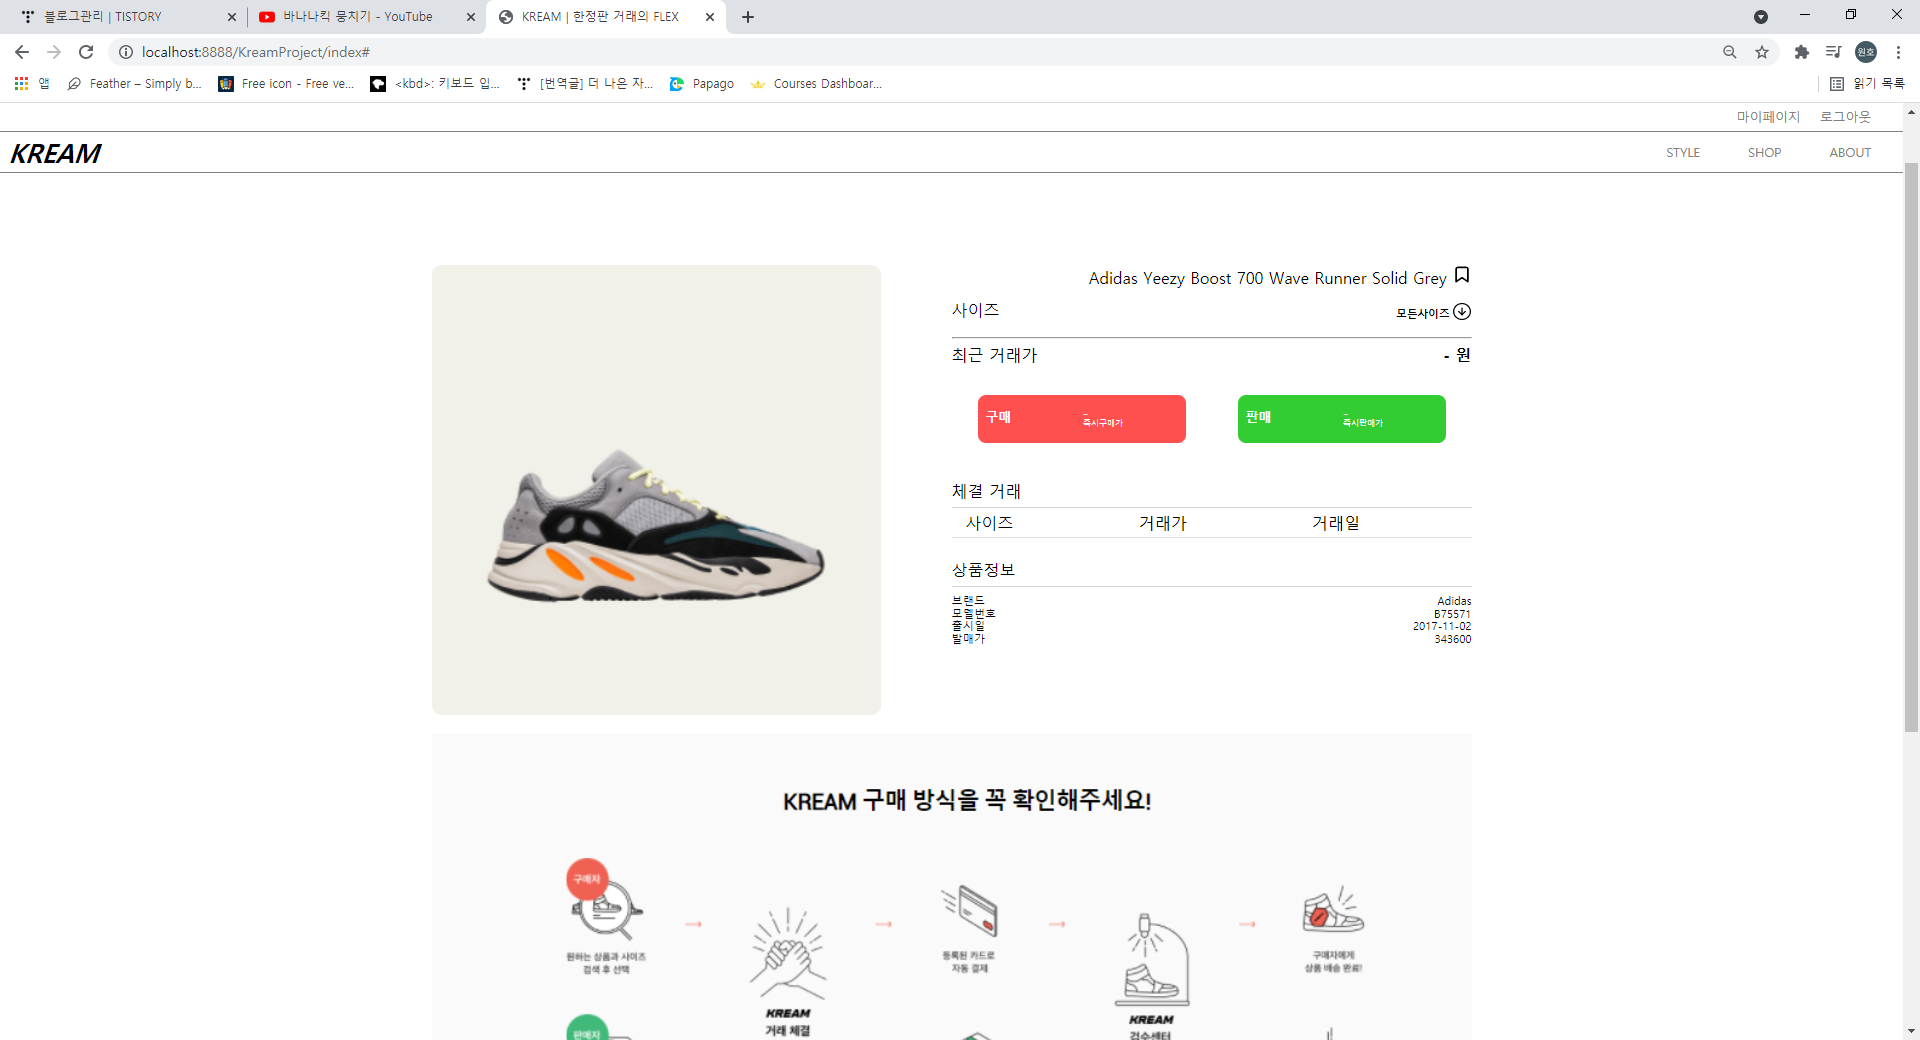 블로그관리 | TISTORY
바나나킥 뭉치기 - YouTube
KREAM | 한정판 거래의 FLEX
localhost:8888/KreamProject/index#
원호
앱
Feather – Simply b...
Free icon - Free ve...
<kbd>: 키보드 입...
[번역글] 더 나은 자...
Papago
Courses Dashboar...
읽기 목록
마이페이지 로그아웃
KREAM
STYLE SHOP ABOUT
Adidas Yeezy Boost 700 Wave Runner Solid Grey
사이즈 모든사이즈
최근 거래가 - 원
구매 - 즉시구매가
판매 - 즉시판매가
체결 거래
사이즈 거래가 거래일
상품정보
브랜드 Adidas
모델번호 B75571
출시일 2017-11-02
발매가 343600
KREAM 구매 방식을 꼭 확인해주세요!
구매자
원하는 상품과 사이즈
검색 후 선택
KREAM
거래 체결
등록된 카드로
자동 결제
KREAM
검수센터
구매자에게
상품 배송 완료!
판매자